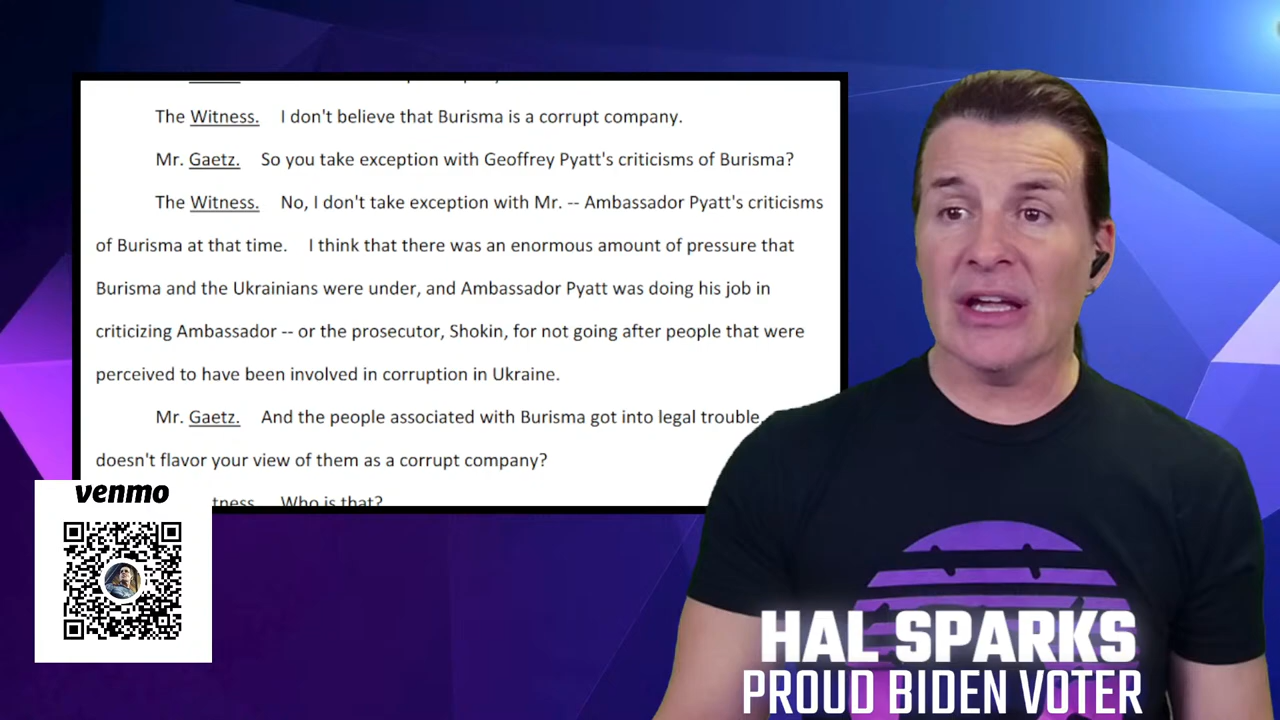 The Witness. I don't believe that Burisma is a corrupt company.
Mr. Gaetz. So you take exception with Geoffrey Pyatt's criticisms of Burisma?
The Witness. No, I don't take exception with Mr. -- Ambassador Pyatt's criticisms
of Burisma at that time. I think that there was an enormous amount of pressure that
Burisma and the Ukrainians were under, and Ambassador Pyatt was doing his job in
criticizing Ambassador -- or the prosecutor, Shokin, for not going after people that were
perceived to have been involved in corruption in Ukraine.
Mr. Gaetz. And the people associated with Burisma got into legal trouble,
doesn't flavor your view of them as a corrupt company?
tness. Who is that?
venmo
HAL SPARKS
PROUD BIDEN VOTER